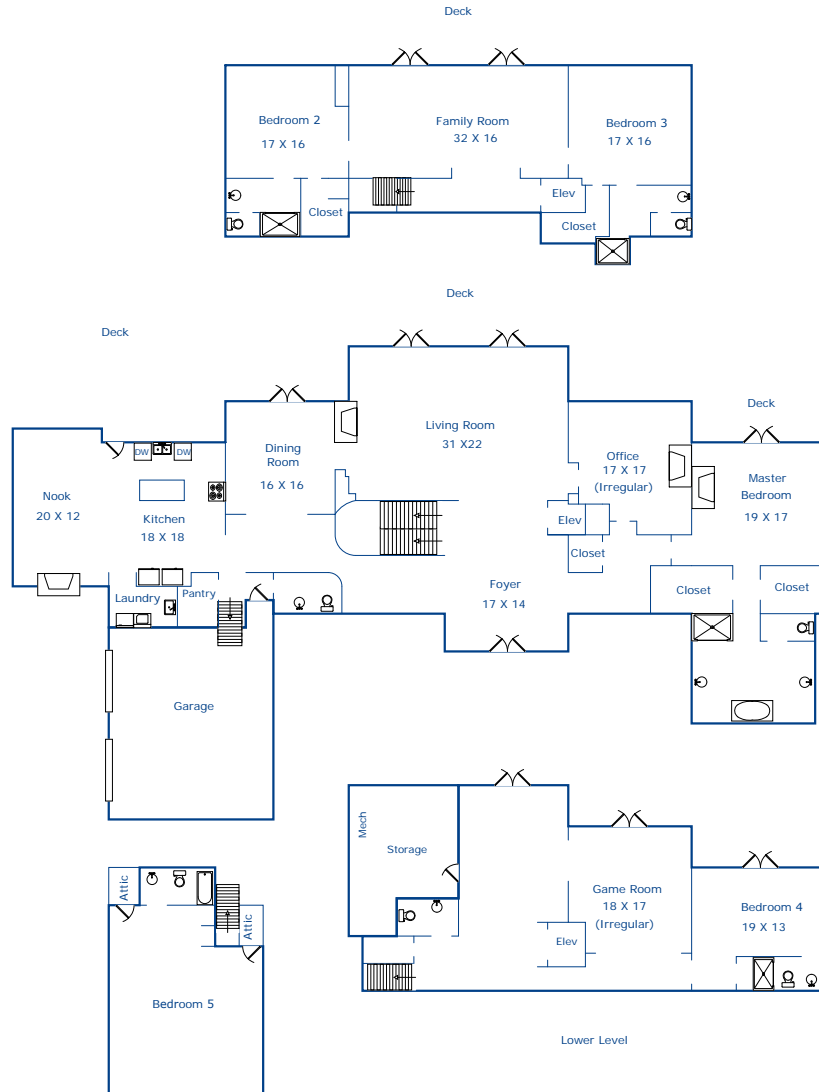 Deck
Bedroom 2
17 X 16
Family Room
32 X 16
Bedroom 3
17 X 16
Elev
Closet
Closet
Deck
Deck
Deck
Living Room
31 X22
Dining
Room
16 X 16
Office
17 X 17
(Irregular)
Master
Bedroom
19 X 17
DW
DW
Nook
20 X 12
Kitchen
18 X 18
Elev
Closet
Foyer
17 X 14
Closet
Closet
Laundry
Pantry
Garage
Mech
Storage
Attic
Attic
Game Room
18 X 17
(Irregular)
Bedroom 4
19 X 13
Elev
Bedroom 5
Lower Level